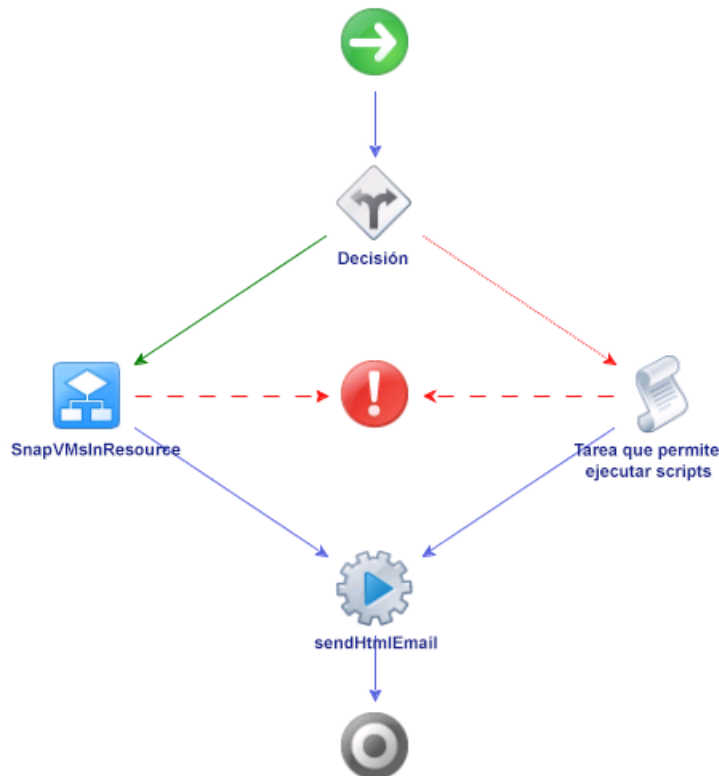 Decisión
SnapVMsInResource
Tarea que permite
ejecutar scripts
sendHtmlEmail